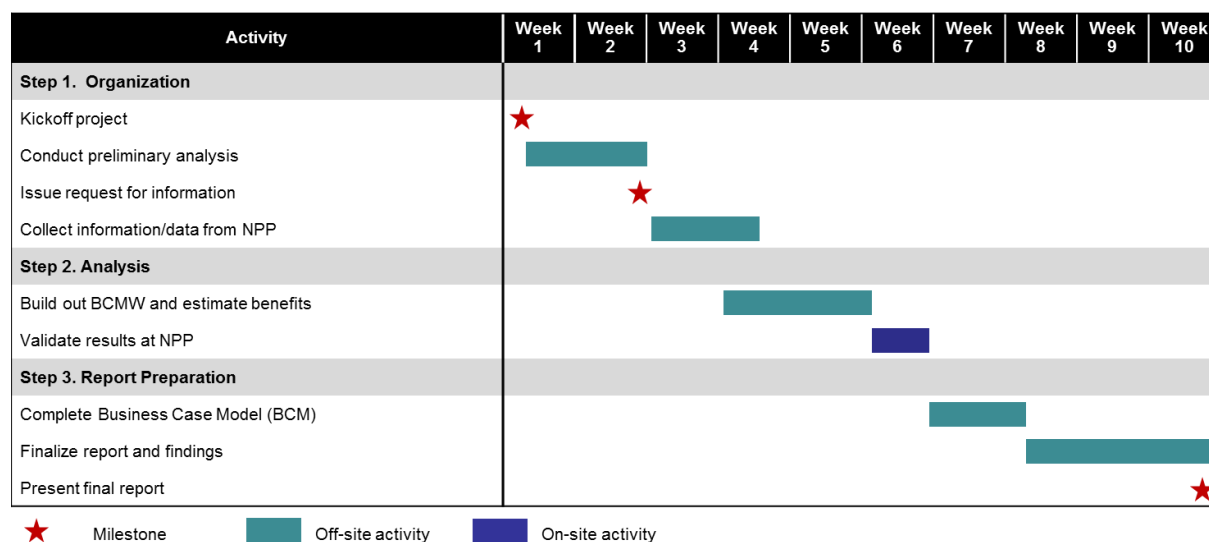 Activity
Week 1
Week 2
Week 3
Week 4
Week 5
Week 6
Week 7
Week 8
Week 9
Week 10
Step 1. Organization
Kickoff project
Conduct preliminary analysis
Issue request for information
Collect information/data from NPP
Step 2. Analysis
Build out BCMW and estimate benefits
Validate results at NPP
Step 3. Report Preparation
Complete Business Case Model (BCM)
Finalize report and findings
Present final report
Milestone
Off-site activity
On-site activity